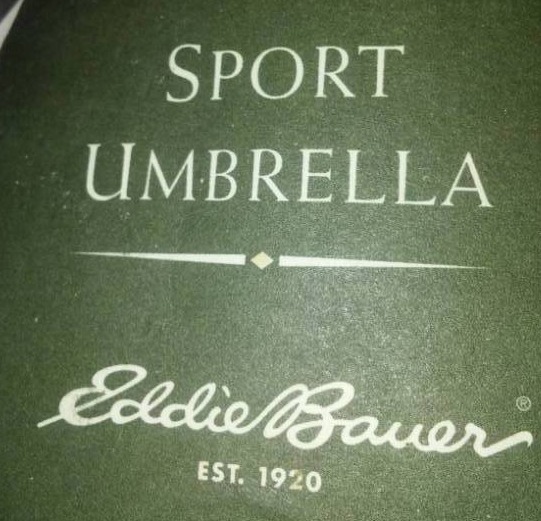 SPORT
UMBRELLA
Eddie Bauer ®
EST. 1920